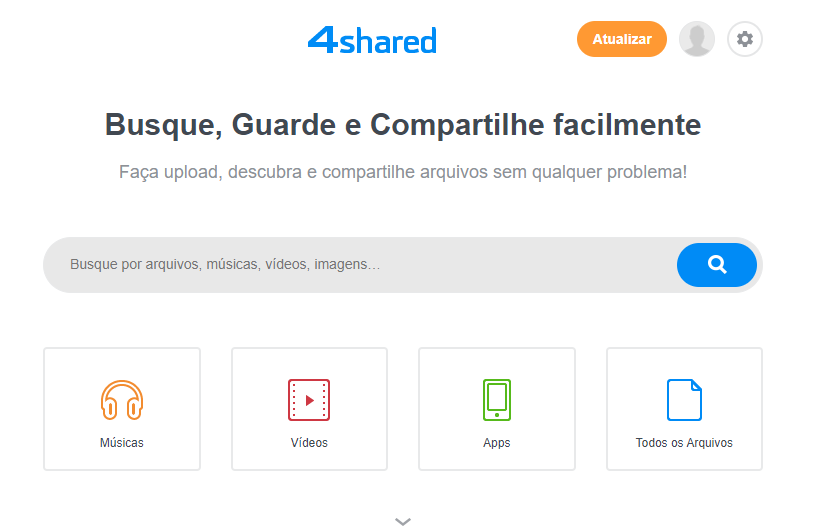 4shared
Atualizar
Busque, Guarde e Compartilhe facilmente
Faça upload, descubra e compartilhe arquivos sem qualquer problema!
Busque por arquivos, músicas, vídeos, imagens...
Músicas
Vídeos
Apps
Todos os Arquivos